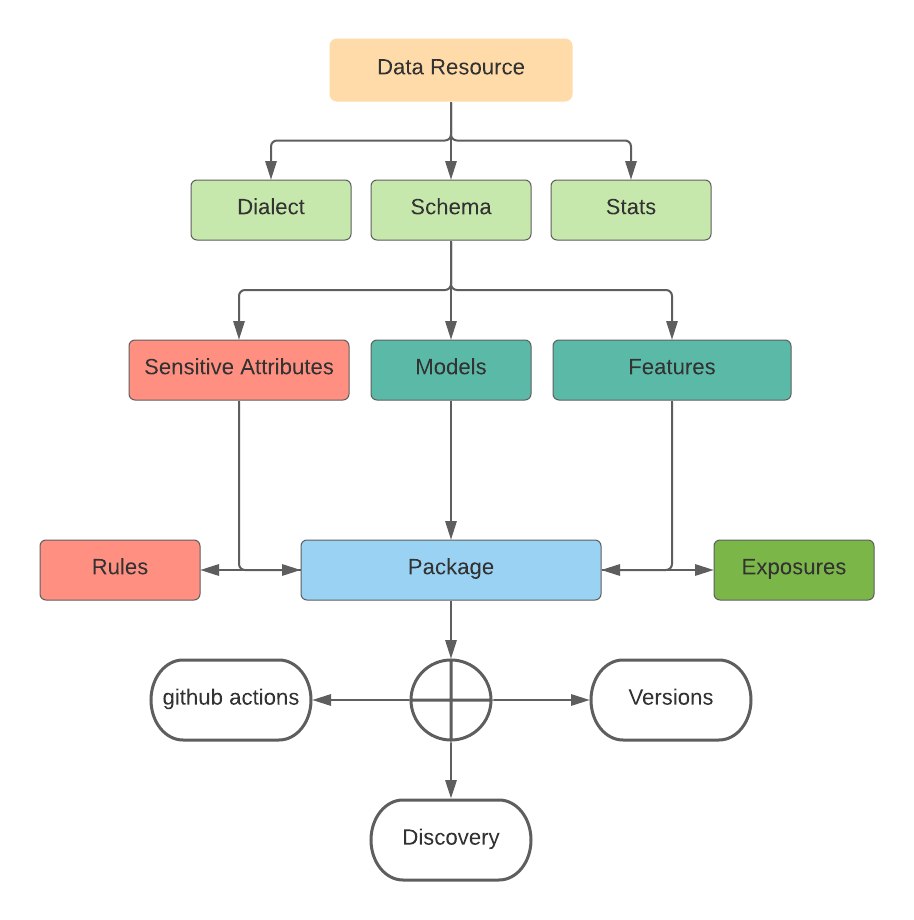 Data Resource
Dialect
Schema
Stats
Sensitive Attributes
Models
Features
Rules
Package
Exposures
github actions
Versions
Discovery